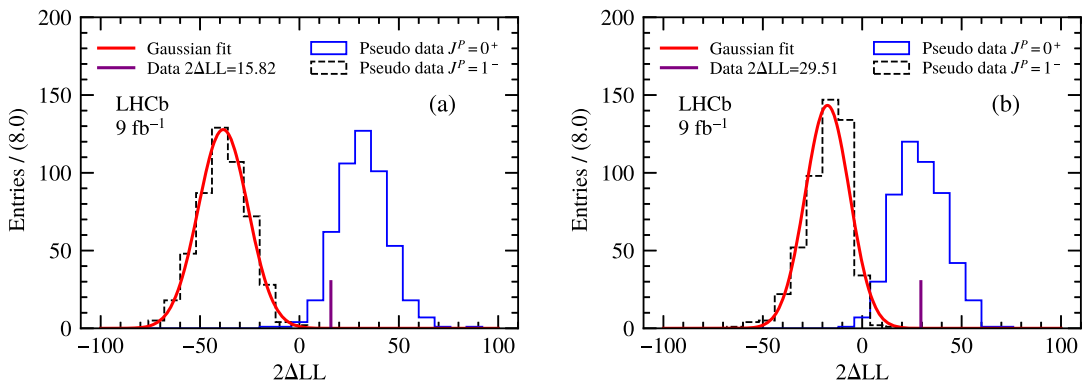 200
150
100
50
0
Entries / (8.0)
Gaussian fit
Data 2ΔLL=15.82
Pseudo data J^P = 0⁺
Pseudo data J^P = 1⁻
LHCb
9 fb⁻¹
(a)
−100
−50
0
50
100
2ΔLL
200
150
100
50
0
Entries / (8.0)
Gaussian fit
Data 2ΔLL=29.51
Pseudo data J^P = 0⁺
Pseudo data J^P = 1⁻
LHCb
9 fb⁻¹
(b)
−100
−50
0
50
100
2ΔLL